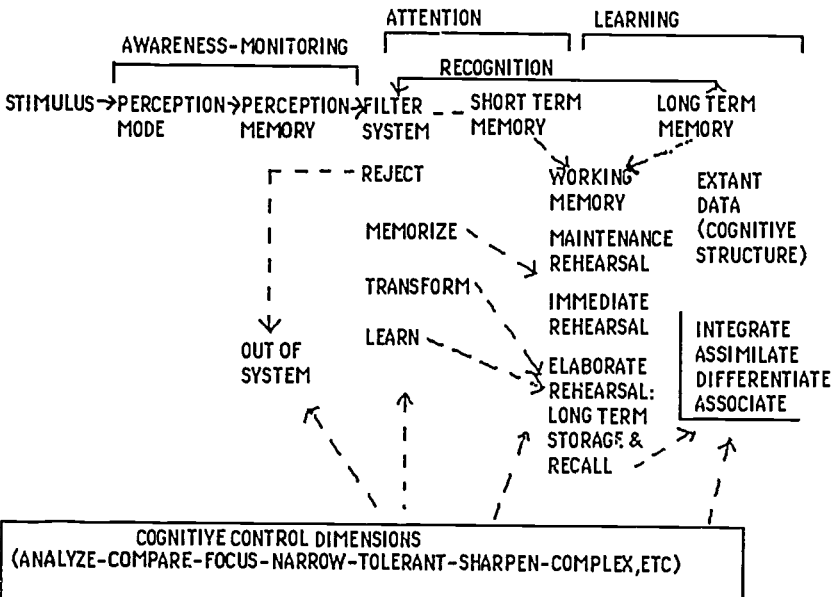 ATTENTION
LEARNING
AWARENESS-MONITORING
RECOGNITION
STIMULUS
PERCEPTION
MODE
PERCEPTION
MEMORY
FILTER
SYSTEM
SHORT TERM
MEMORY
LONG TERM
MEMORY
REJECT
WORKING
MEMORY
EXTANT
DATA
(COGNITIVE
STRUCTURE)
MEMORIZE
MAINTENANCE
REHEARSAL
TRANSFORM
IMMEDIATE
REHEARSAL
LEARN
OUT OF
SYSTEM
ELABORATE
REHEARSAL:
LONG TERM
STORAGE &
RECALL
INTEGRATE
ASSIMILATE
DIFFERENTIATE
ASSOCIATE
COGNITIVE CONTROL DIMENSIONS
(ANALYZE-COMPARE-FOCUS-NARROW-TOLERANT-SHARPEN-COMPLEX,ETC)